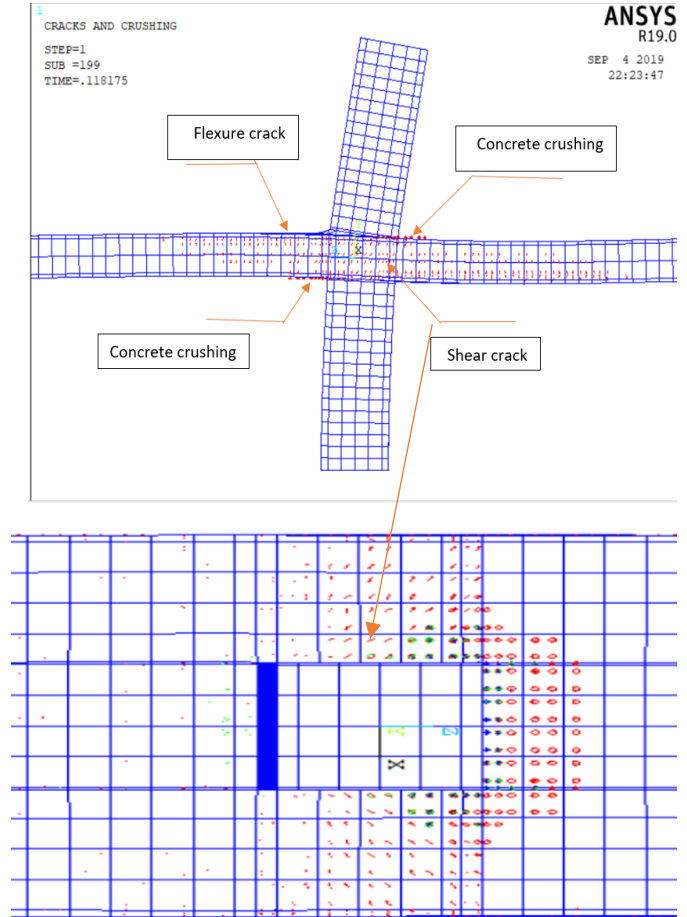 1
CRACKS AND CRUSHING
STEP=1
SUB =199
TIME=.118175
ANSYS
R19.0
SEP 4 2019
22:23:47
Flexure crack
Concrete crushing
X
Concrete crushing
Shear crack
X
Z
X